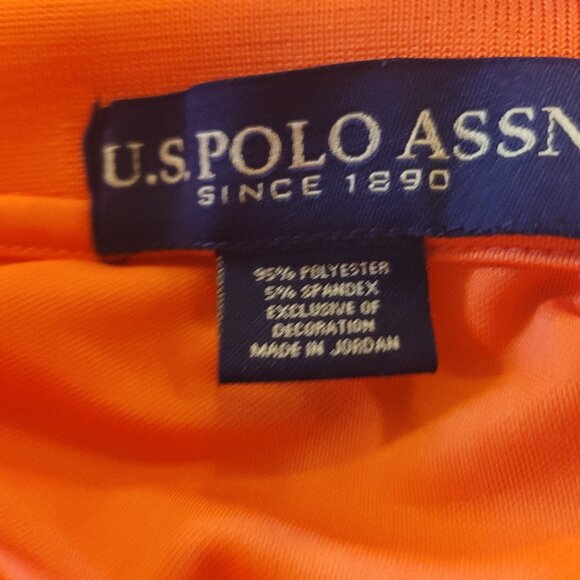 U.S. POLO ASSN
SINCE 1890
95% POLYESTER
5% SPANDEX
EXCLUSIVE OF
DECORATION
MADE IN JORDAN